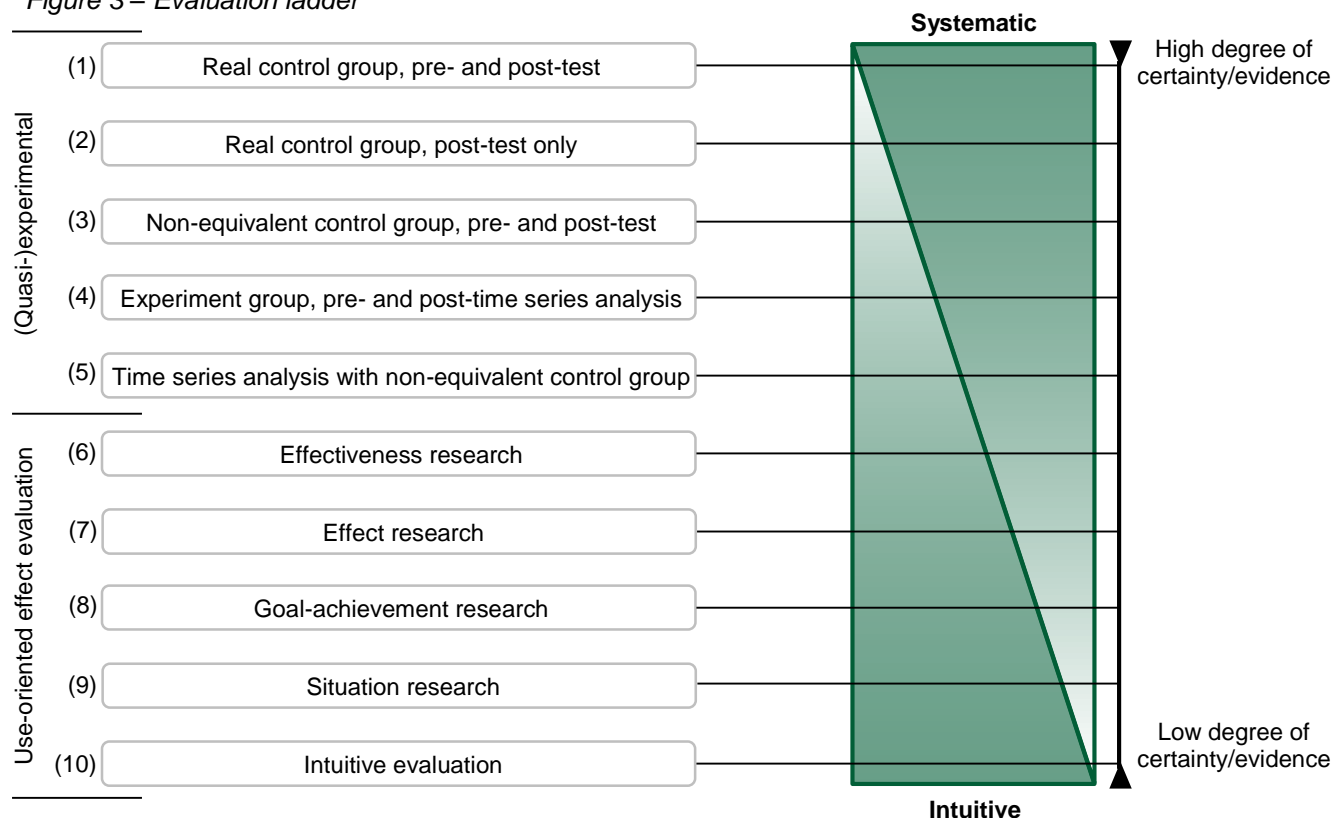 Figure 3 – Evaluation ladder
Systematic
High degree of
certainty/evidence
(Quasi-)experimental
(1) Real control group, pre- and post-test
(2) Real control group, post-test only
(3) Non-equivalent control group, pre- and post-test
(4) Experiment group, pre- and post-time series analysis
(5) Time series analysis with non-equivalent control group
Use-oriented effect evaluation
(6) Effectiveness research
(7) Effect research
(8) Goal-achievement research
(9) Situation research
(10) Intuitive evaluation
Low degree of
certainty/evidence
Intuitive